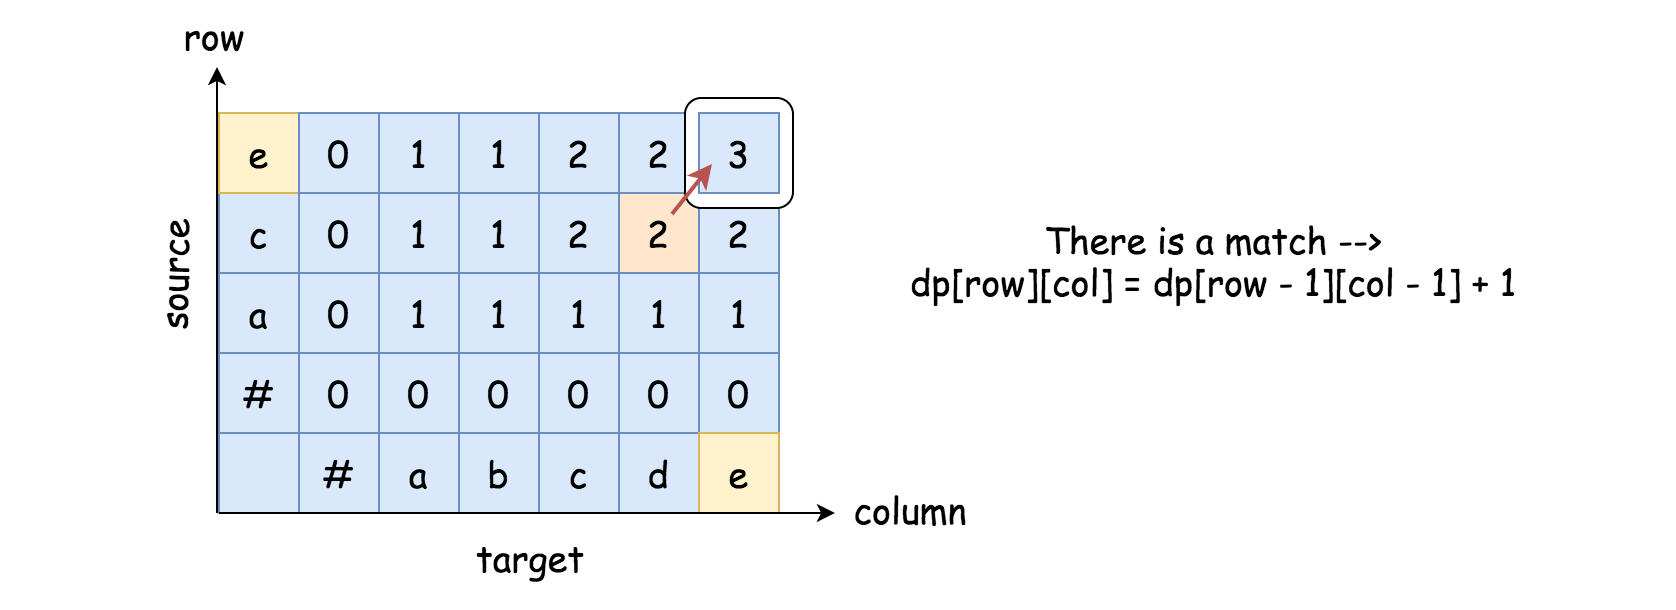 row
e 0 1 1 2 2 3
c 0 1 1 2 2 2
a 0 1 1 1 1 1
# 0 0 0 0 0 0
# a b c d e
source
column
target
There is a match -->
dp[row][col] = dp[row - 1][col - 1] + 1